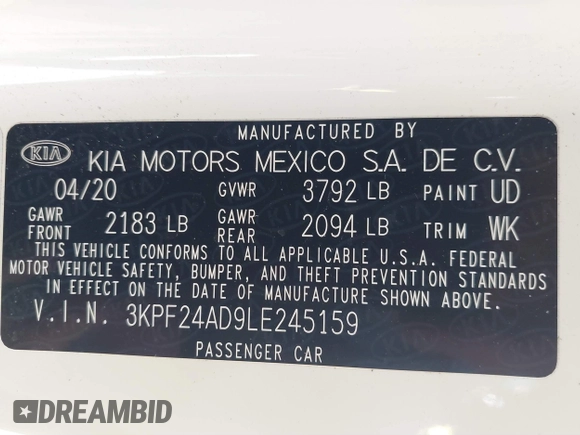 MANUFACTURED BY
KIA KIA MOTORS MEXICO S.A. DE C.V.
04/20 GVWR 3792 LB PAINT UD
GAWR FRONT 2183 LB GAWR REAR 2094 LB TRIM WK
THIS VEHICLE CONFORMS TO ALL APPLICABLE U.S.A. FEDERAL
MOTOR VEHICLE SAFETY, BUMPER, AND THEFT PREVENTION STANDARDS
IN EFFECT ON THE DATE OF MANUFACTURE SHOWN ABOVE.
V.I.N. 3KPF24AD9LE245159
PASSENGER CAR
DREAMBID